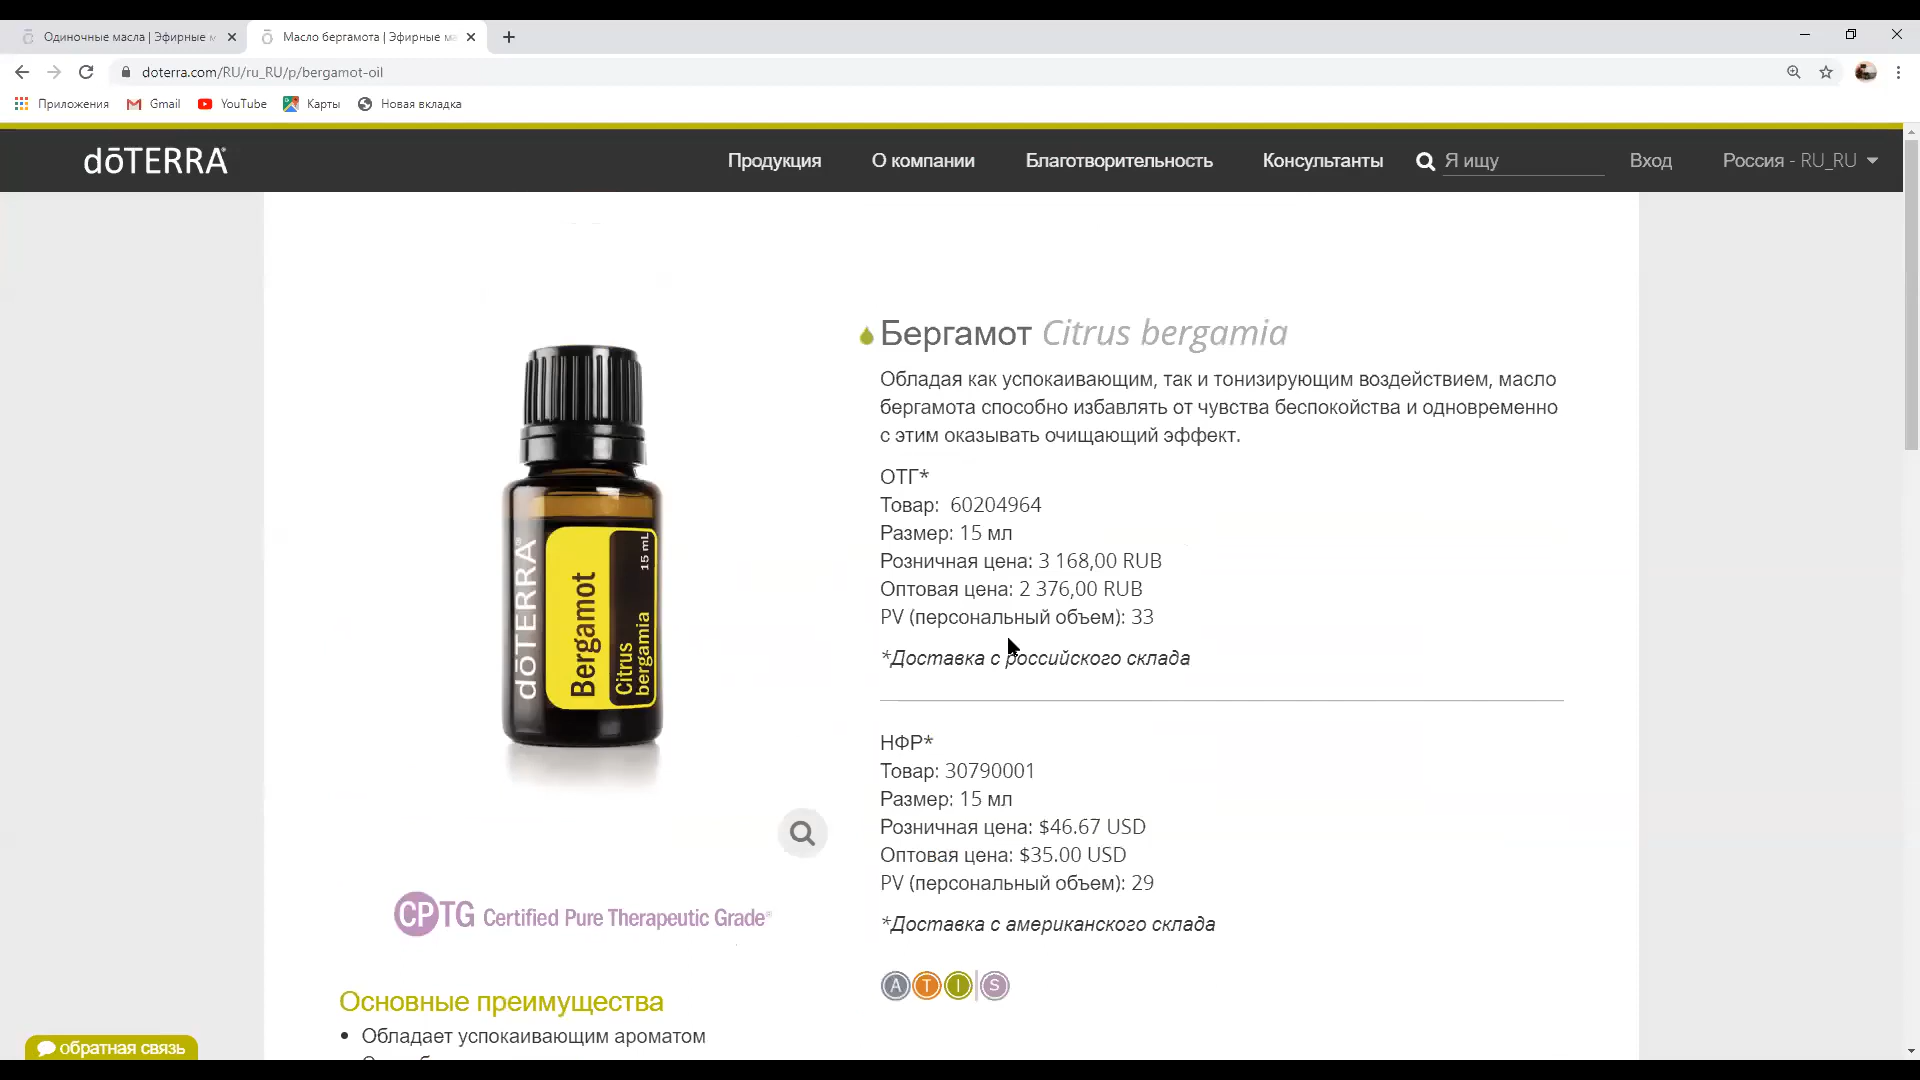 Одиночные масла | Эфирные м
Масло бергамота | Эфирные ма
doterra.com/RU/ru_RU/p/bergamot-oil
Приложения Gmail YouTube Карты Новая вкладка
dōTERRA®
Продукция О компании Благотворительность Консультанты Я ищу Вход Россия - RU_RU
Бергамот Citrus bergamia
Обладая как успокаивающим, так и тонизирующим воздействием, масло
бергамота способно избавлять от чувства беспокойства и одновременно
с этим оказывать очищающий эффект.
ОТГ*
Товар: 60204964
Размер: 15 мл
Розничная цена: 3 168,00 RUB
Оптовая цена: 2 376,00 RUB
PV (персональный объем): 33
*Доставка с российского склада
НФР*
Товар: 30790001
Размер: 15 мл
Розничная цена: $46.67 USD
Оптовая цена: $35.00 USD
PV (персональный объем): 29
*Доставка с американского склада
A T I S
dōTERRA®
Bergamot
Citrus
bergamia
15 mL
CPTG Certified Pure Therapeutic Grade®
Основные преимущества
• Обладает успокаивающим ароматом
обратная связь